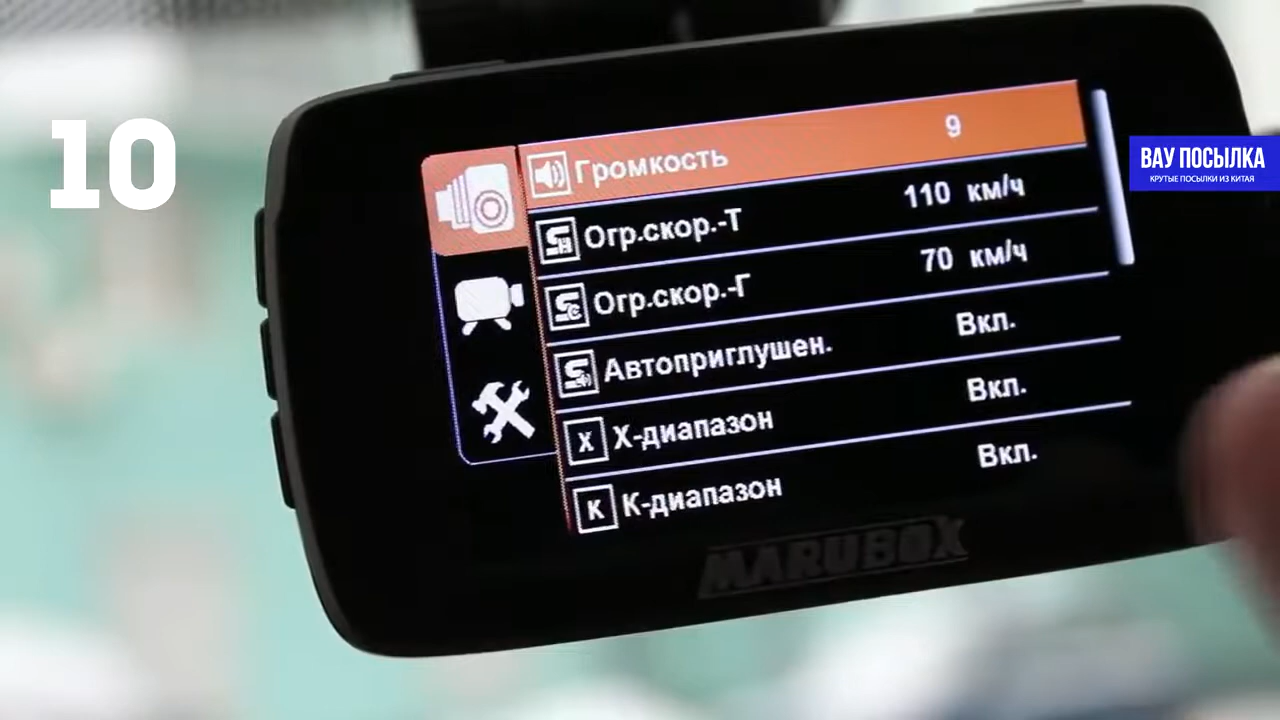 10
ВАУ ПОСЫЛКА
КРУТЫЕ ПОСЫЛКИ ИЗ КИТАЯ
Громкость 9
Огр.скор.-Т 110 км/ч
Огр.скор.-Г 70 км/ч
Автоприглушен. Вкл.
X X-диапазон Вкл.
K K-диапазон Вкл.
MARUBOX